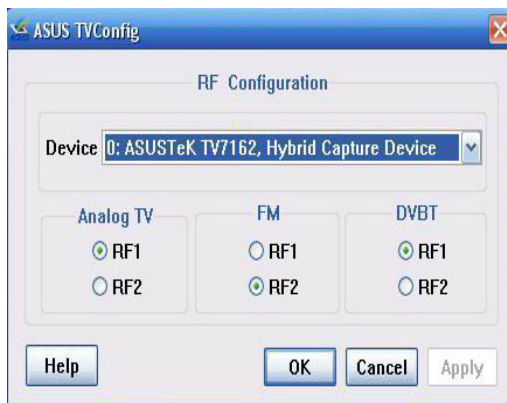 ASUS TVConfig
RF Configuration
Device 0: ASUSTeK TV7162, Hybrid Capture Device
Analog TV FM DVBT
RF1 RF1 RF1
RF2 RF2 RF2
Help OK Cancel Apply